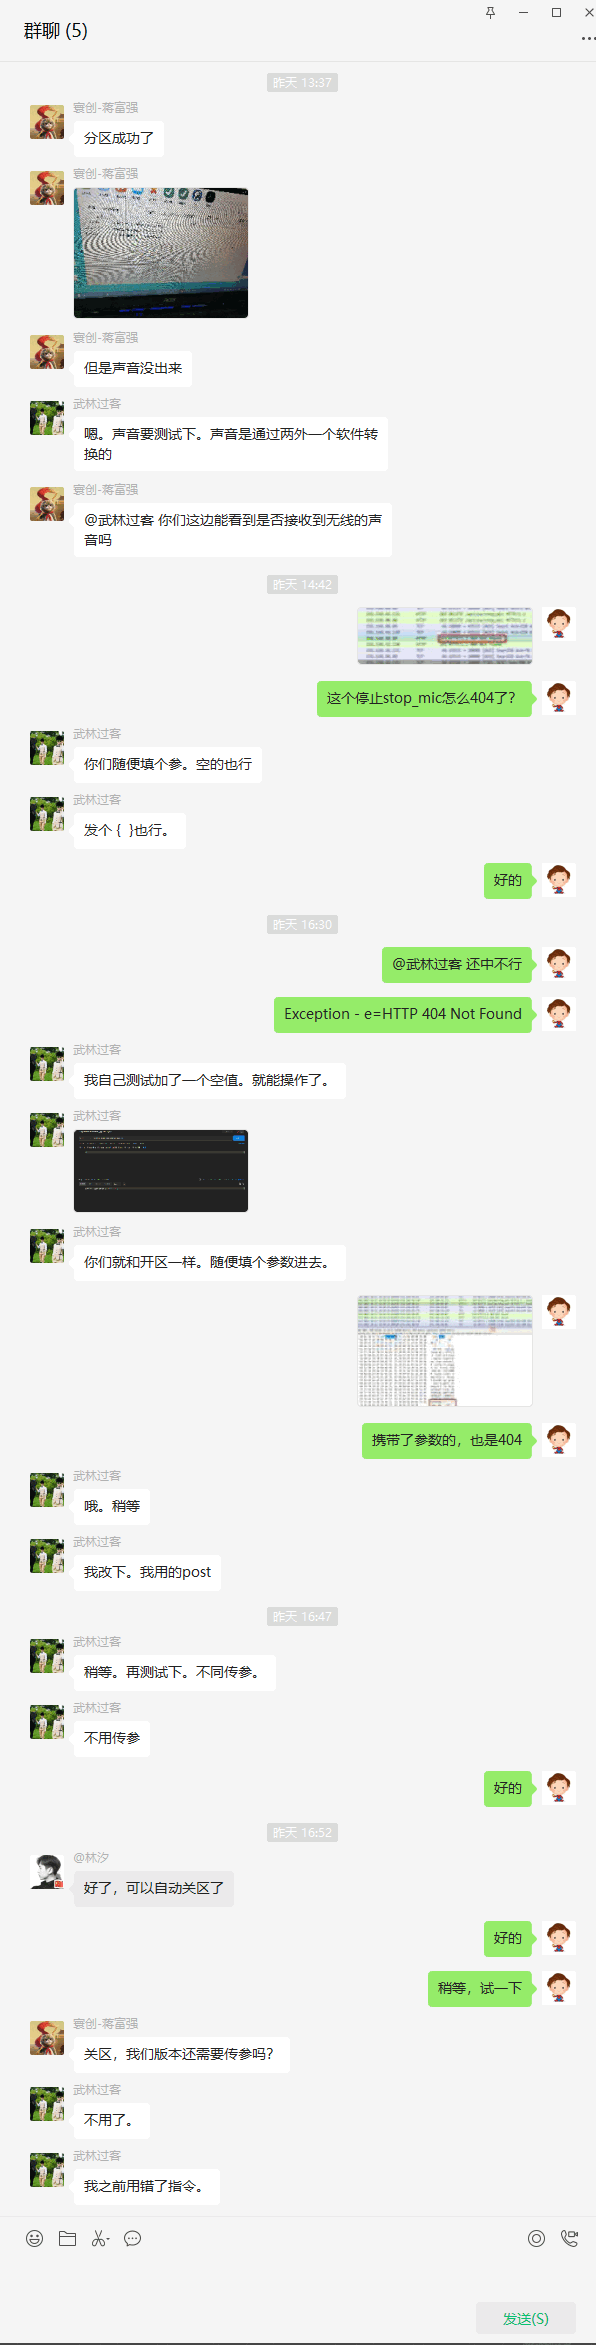 群聊 (5)
昨天 13:37
寰创-蒋富强
分区成功了
寰创-蒋富强
寰创-蒋富强
但是声音没出来
武林过客
嗯。声音要测试下。声音是通过两外一个软件转
换的
寰创-蒋富强
@武林过客 你们这边能看到是否接收到无线的声
音吗
昨天 14:42
这个停止stop_mic怎么404了?
武林过客
你们随便填个参。空的也行
武林过客
发个 { }也行。
好的
昨天 16:30
@武林过客 还中不行
Exception - e=HTTP 404 Not Found
武林过客
我自己测试加了一个空值。就能操作了。
武林过客
武林过客
你们就和开区一样。随便填个参数进去。
携带了参数的，也是404
武林过客
哦。稍等
武林过客
我改下。我用的post
昨天 16:47
武林过客
稍等。再测试下。不同传参。
武林过客
不用传参
好的
昨天 16:52
@林汐
好了，可以自动关区了
好的
稍等，试一下
寰创-蒋富强
关区，我们版本还需要传参吗?
武林过客
不用了。
武林过客
我之前用错了指令。
发送(S)